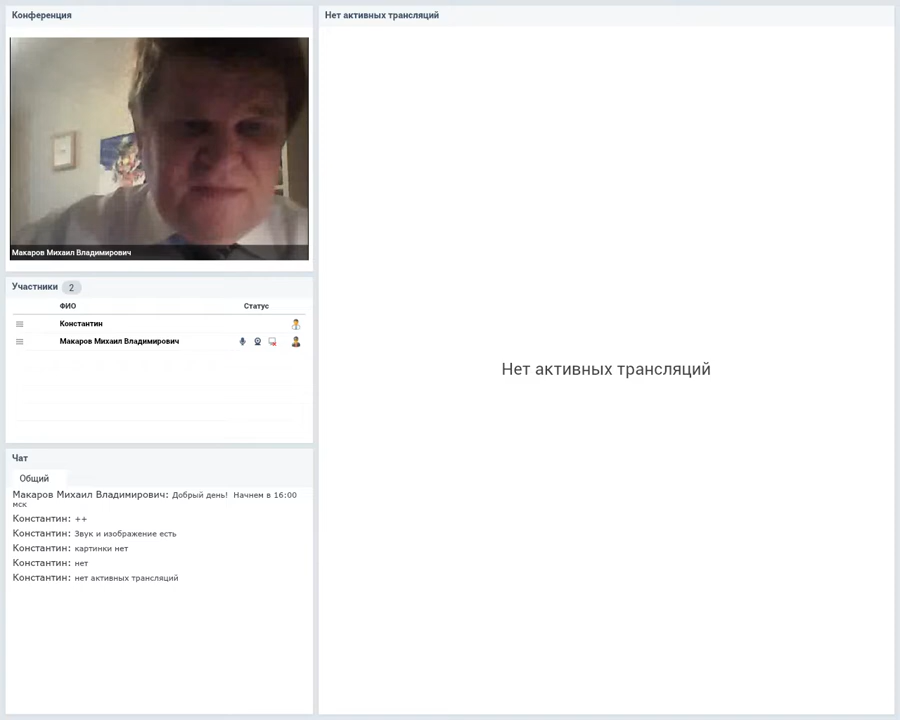 Конференция
Нет активных трансляций
Макаров Михаил Владимирович
Участники 2
ФИО Статус
Константин
Макаров Михаил Владимирович
Нет активных трансляций
Чат
Общий
Макаров Михаил Владимирович: Добрый день! Начнем в 16:00
мск
Константин: ++
Константин: Звук и изображение есть
Константин: картинки нет
Константин: нет
Константин: нет активных трансляций